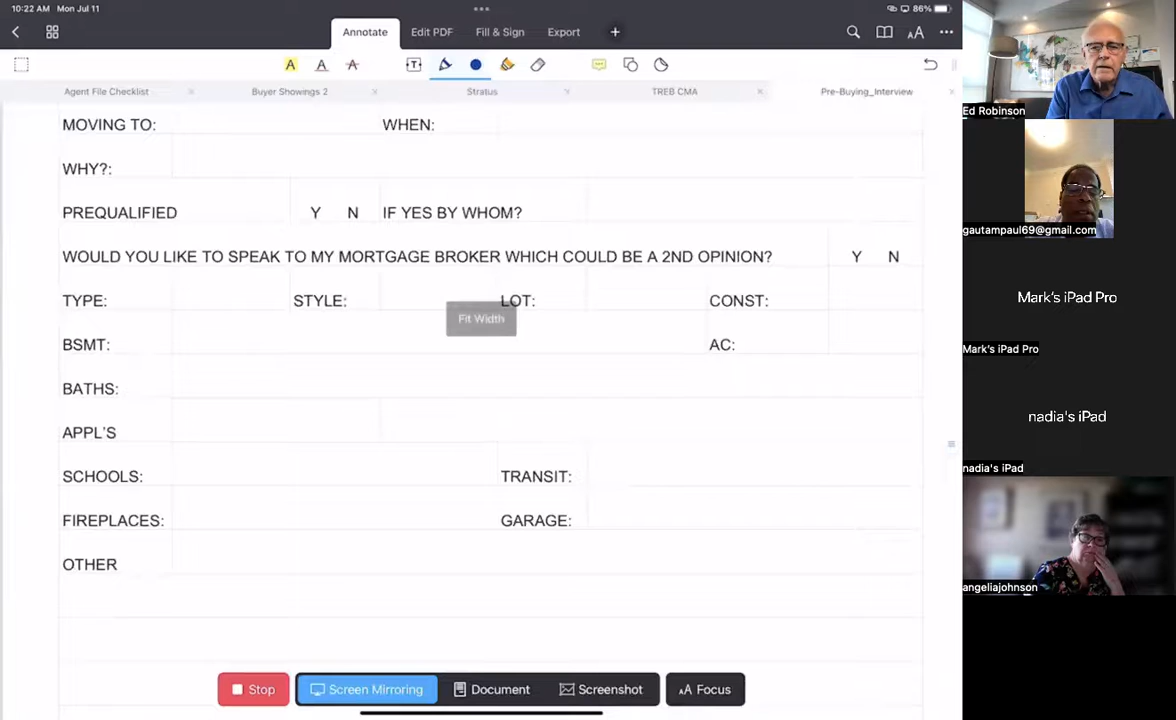 10:22 AM Mon Jul 11
86%
Annotate Edit PDF Fill & Sign Export +
Agent File Checklist × Buyer Showings 2 × Stratus × TREB CMA × Pre-Buying_Interview ×
MOVING TO: WHEN:
WHY?:
PREQUALIFIED Y N IF YES BY WHOM?
WOULD YOU LIKE TO SPEAK TO MY MORTGAGE BROKER WHICH COULD BE A 2ND OPINION? Y N
TYPE: STYLE: LOT: CONST:
Fit Width
BSMT: AC:
BATHS:
APPL'S
SCHOOLS: TRANSIT:
FIREPLACES: GARAGE:
OTHER
Stop Screen Mirroring Document Screenshot AA Focus
Ed Robinson
gautampaul69@gmail.com
Mark's iPad Pro
Mark's iPad Pro
nadia's iPad
nadia's iPad
angeliajohnson